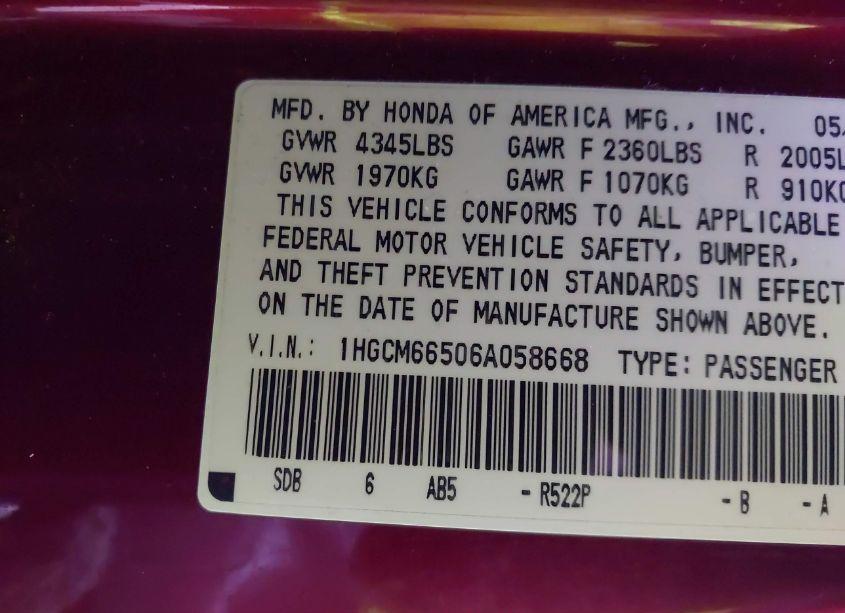 MFD. BY HONDA OF AMERICA MFG., INC. 05
GVWR 4345LBS GAWR F 2360LBS R 2005L
GVWR 1970KG GAWR F 1070KG R 910KG
THIS VEHICLE CONFORMS TO ALL APPLICABLE
FEDERAL MOTOR VEHICLE SAFETY, BUMPER,
AND THEFT PREVENTION STANDARDS IN EFFECT
ON THE DATE OF MANUFACTURE SHOWN ABOVE.
V.I.N.: 1HGCM66506A058668 TYPE: PASSENGER
SDB 6 AB5 - R522P - B - A